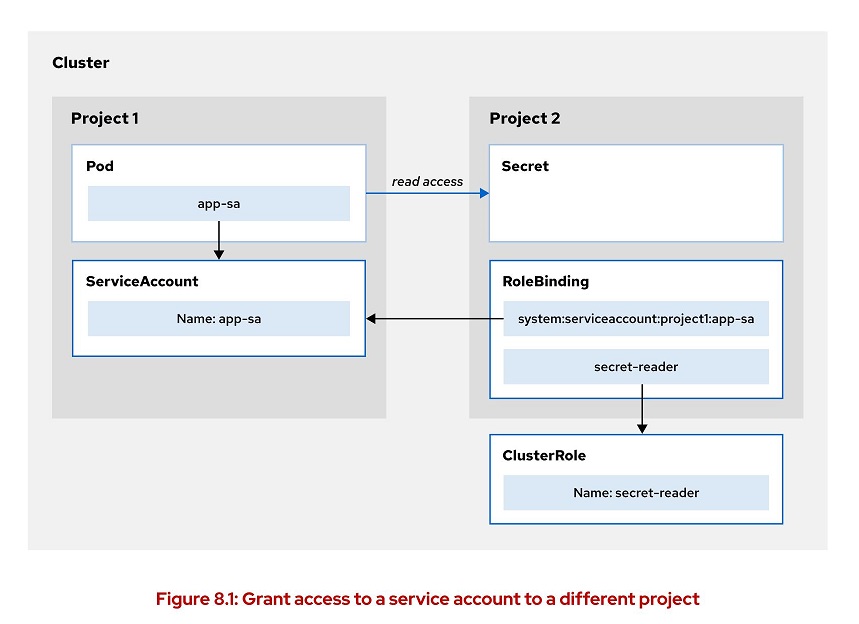 Cluster
Project 1
Pod
app-sa
ServiceAccount
Name: app-sa
read access
Project 2
Secret
RoleBinding
system:serviceaccount:project1:app-sa
secret-reader
ClusterRole
Name: secret-reader
Figure 8.1: Grant access to a service account to a different project